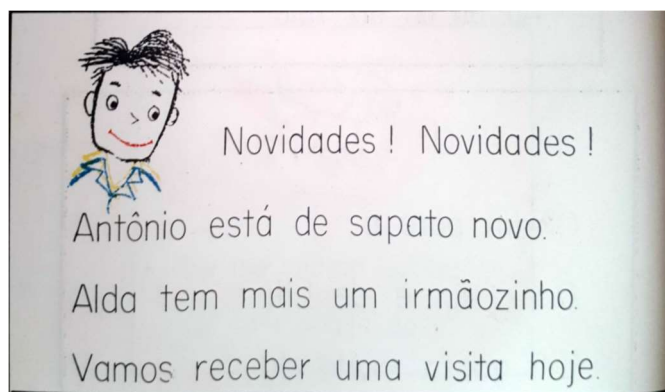 Novidades ! Novidades !
Antônio está de sapato novo.
Alda tem mais um irmãozinho.
Vamos receber uma visita hoje.